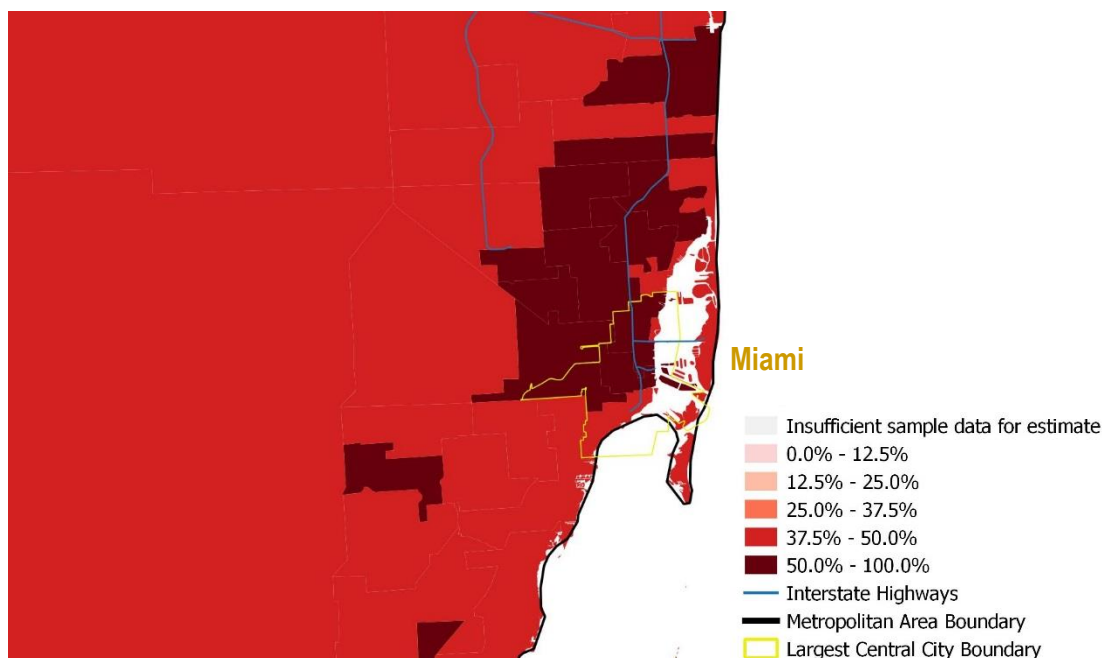 Miami
Insufficient sample data for estimate
0.0% - 12.5%
12.5% - 25.0%
25.0% - 37.5%
37.5% - 50.0%
50.0% - 100.0%
Interstate Highways
Metropolitan Area Boundary
Largest Central City Boundary